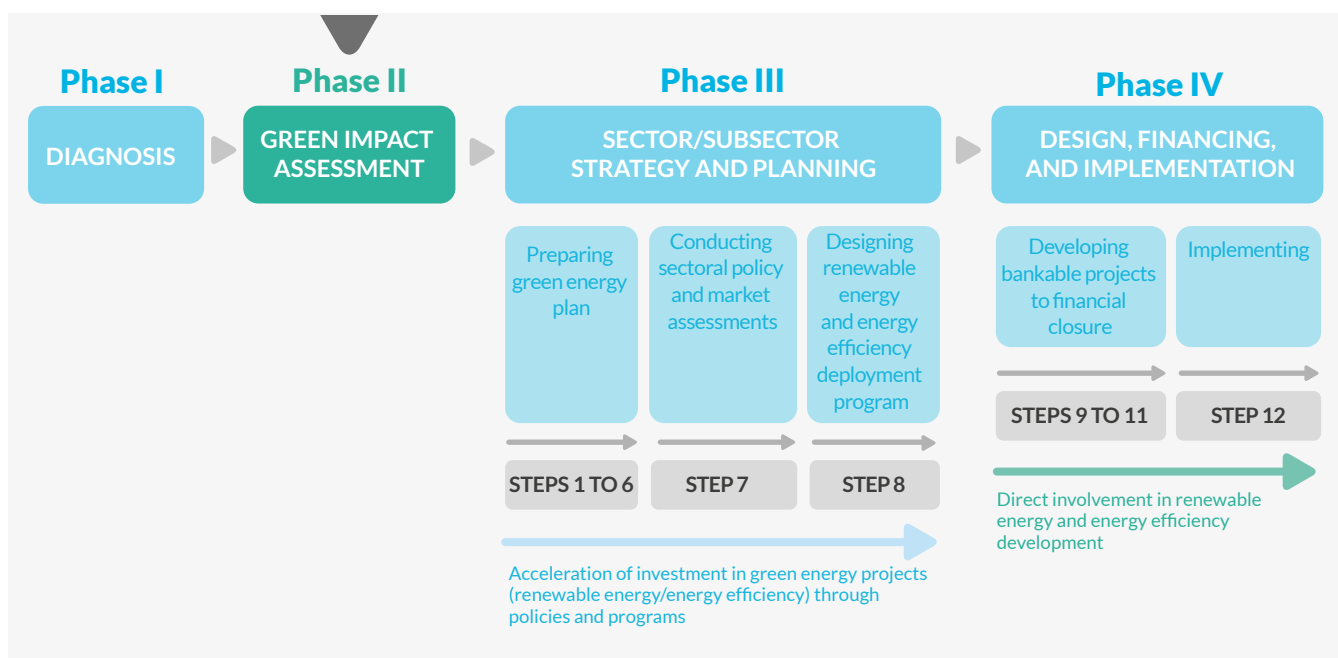 Phase I
DIAGNOSIS
Phase II
GREEN IMPACT
ASSESSMENT
Phase III
SECTOR/SUBSECTOR
STRATEGY AND PLANNING
Phase IV
DESIGN, FINANCING,
AND IMPLEMENTATION
Preparing
green energy
plan
Conducting
sectoral policy
and market
assessments
Designing
renewable
energy
and energy
efficiency
deployment
program
STEPS 1 TO 6
STEP 7
STEP 8
Acceleration of investment in green energy projects
(renewable energy/energy efficiency) through
policies and programs
Developing
bankable projects
to financial
closure
Implementing
STEPS 9 TO 11
STEP 12
Direct involvement in renewable
energy and energy efficiency
development